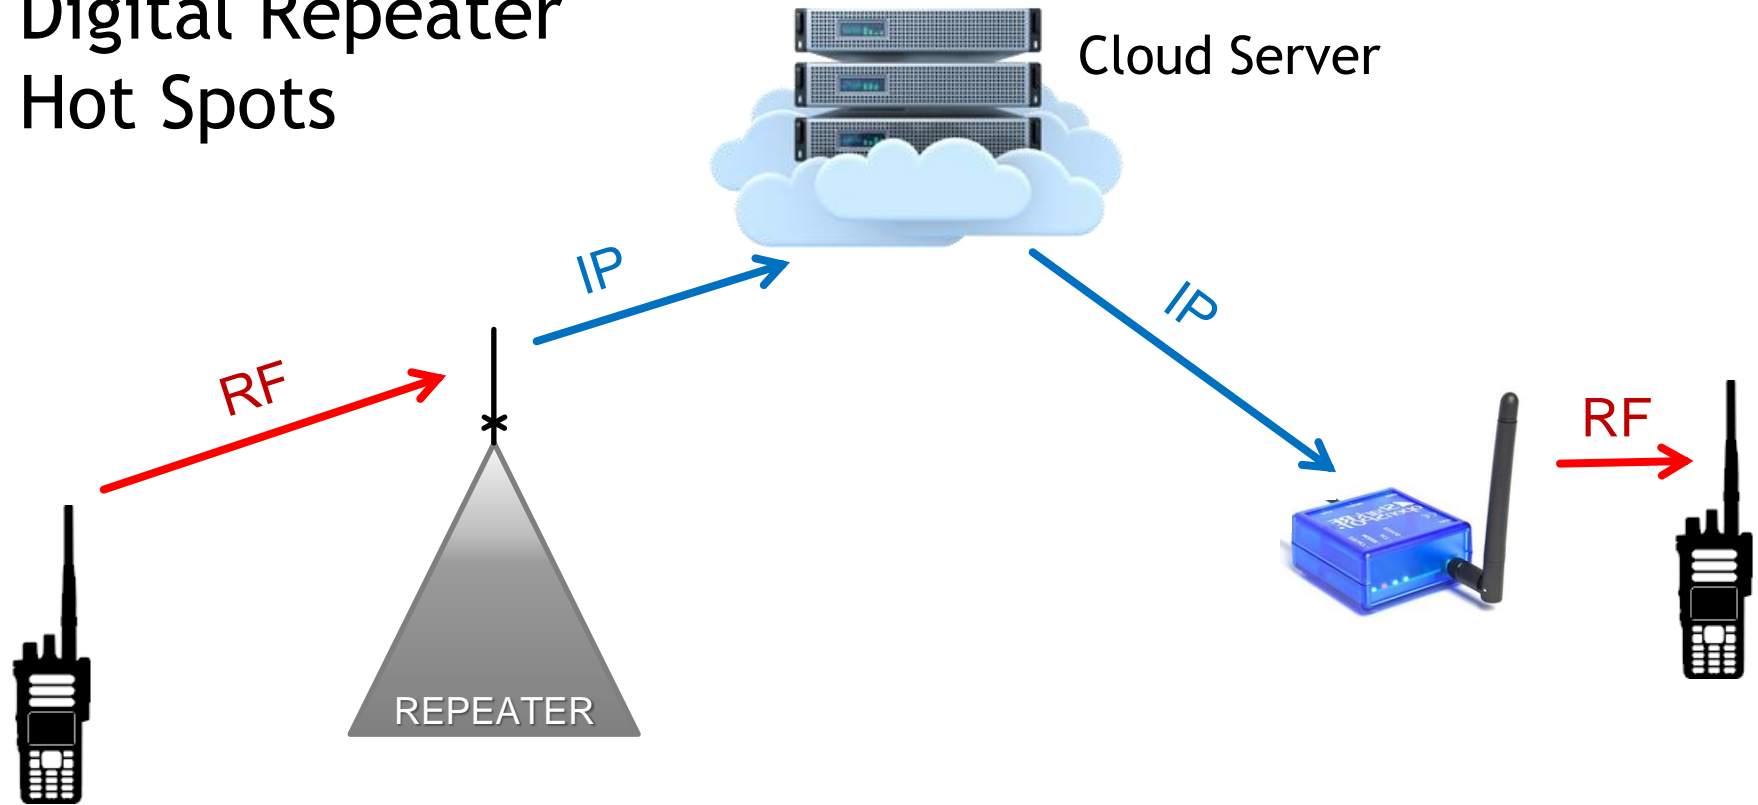 Digital Repeater
Hot Spots
Cloud Server
IP
IP
RF
RF
REPEATER